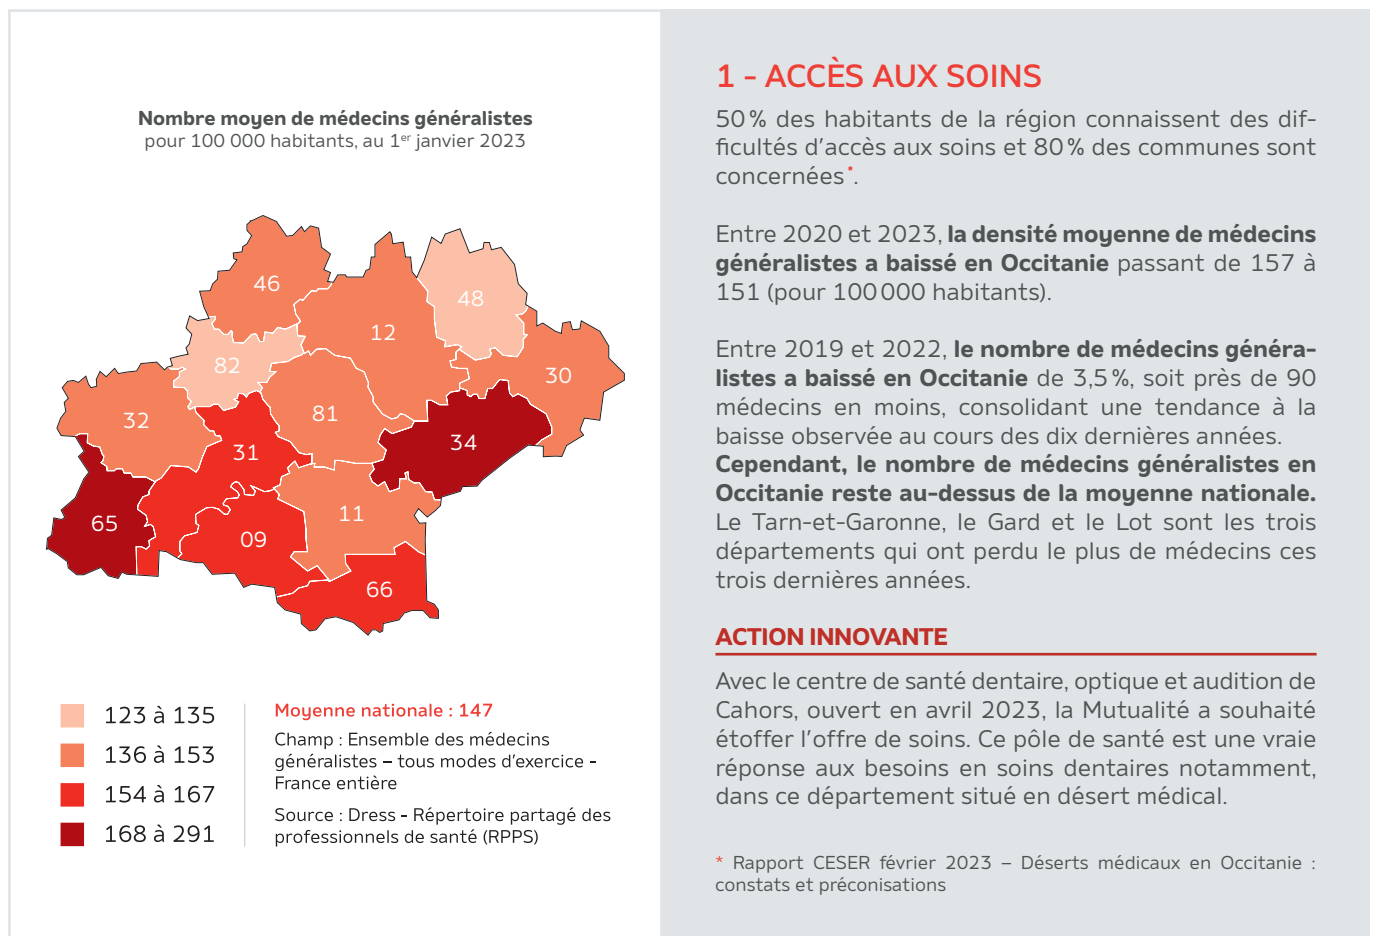 Nombre moyen de médecins généralistes
pour 100 000 habitants, au 1er janvier 2023
46
48
12
82
30
32
81
31
34
65
11
09
66
123 à 135
136 à 153
154 à 167
168 à 291
Moyenne nationale : 147
Champ : Ensemble des médecins
généralistes – tous modes d'exercice -
France entière
Source : Dress - Répertoire partagé des
professionnels de santé (RPPS)
1 - ACCÈS AUX SOINS
50 % des habitants de la région connaissent des dif-
ficultés d'accès aux soins et 80 % des communes sont
concernées*.
Entre 2020 et 2023, la densité moyenne de médecins
généralistes a baissé en Occitanie passant de 157 à
151 (pour 100 000 habitants).
Entre 2019 et 2022, le nombre de médecins généra-
listes a baissé en Occitanie de 3,5 %, soit près de 90
médecins en moins, consolidant une tendance à la
baisse observée au cours des dix dernières années.
Cependant, le nombre de médecins généralistes en
Occitanie reste au-dessus de la moyenne nationale.
Le Tarn-et-Garonne, le Gard et le Lot sont les trois
départements qui ont perdu le plus de médecins ces
trois dernières années.
ACTION INNOVANTE
Avec le centre de santé dentaire, optique et audition de
Cahors, ouvert en avril 2023, la Mutualité a souhaité
étoffer l'offre de soins. Ce pôle de santé est une vraie
réponse aux besoins en soins dentaires notamment,
dans ce département situé en désert médical.
* Rapport CESER février 2023 – Déserts médicaux en Occitanie :
constats et préconisations